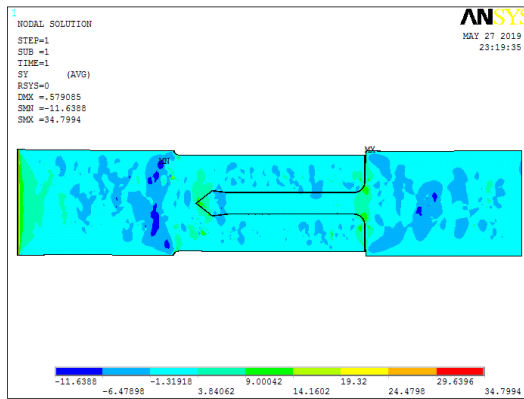 1
NODAL SOLUTION
ANSYS
MAY 27 2019
23:19:35
STEP=1
SUB =1
TIME=1
SY (AVG)
RSYS=0
DMX =.579085
SMN =-11.6388
SMX =34.7994
MN
MX
-11.6388 -1.31918 9.00042 19.32 29.6396
-6.47898 3.84062 14.1602 24.4798 34.7994